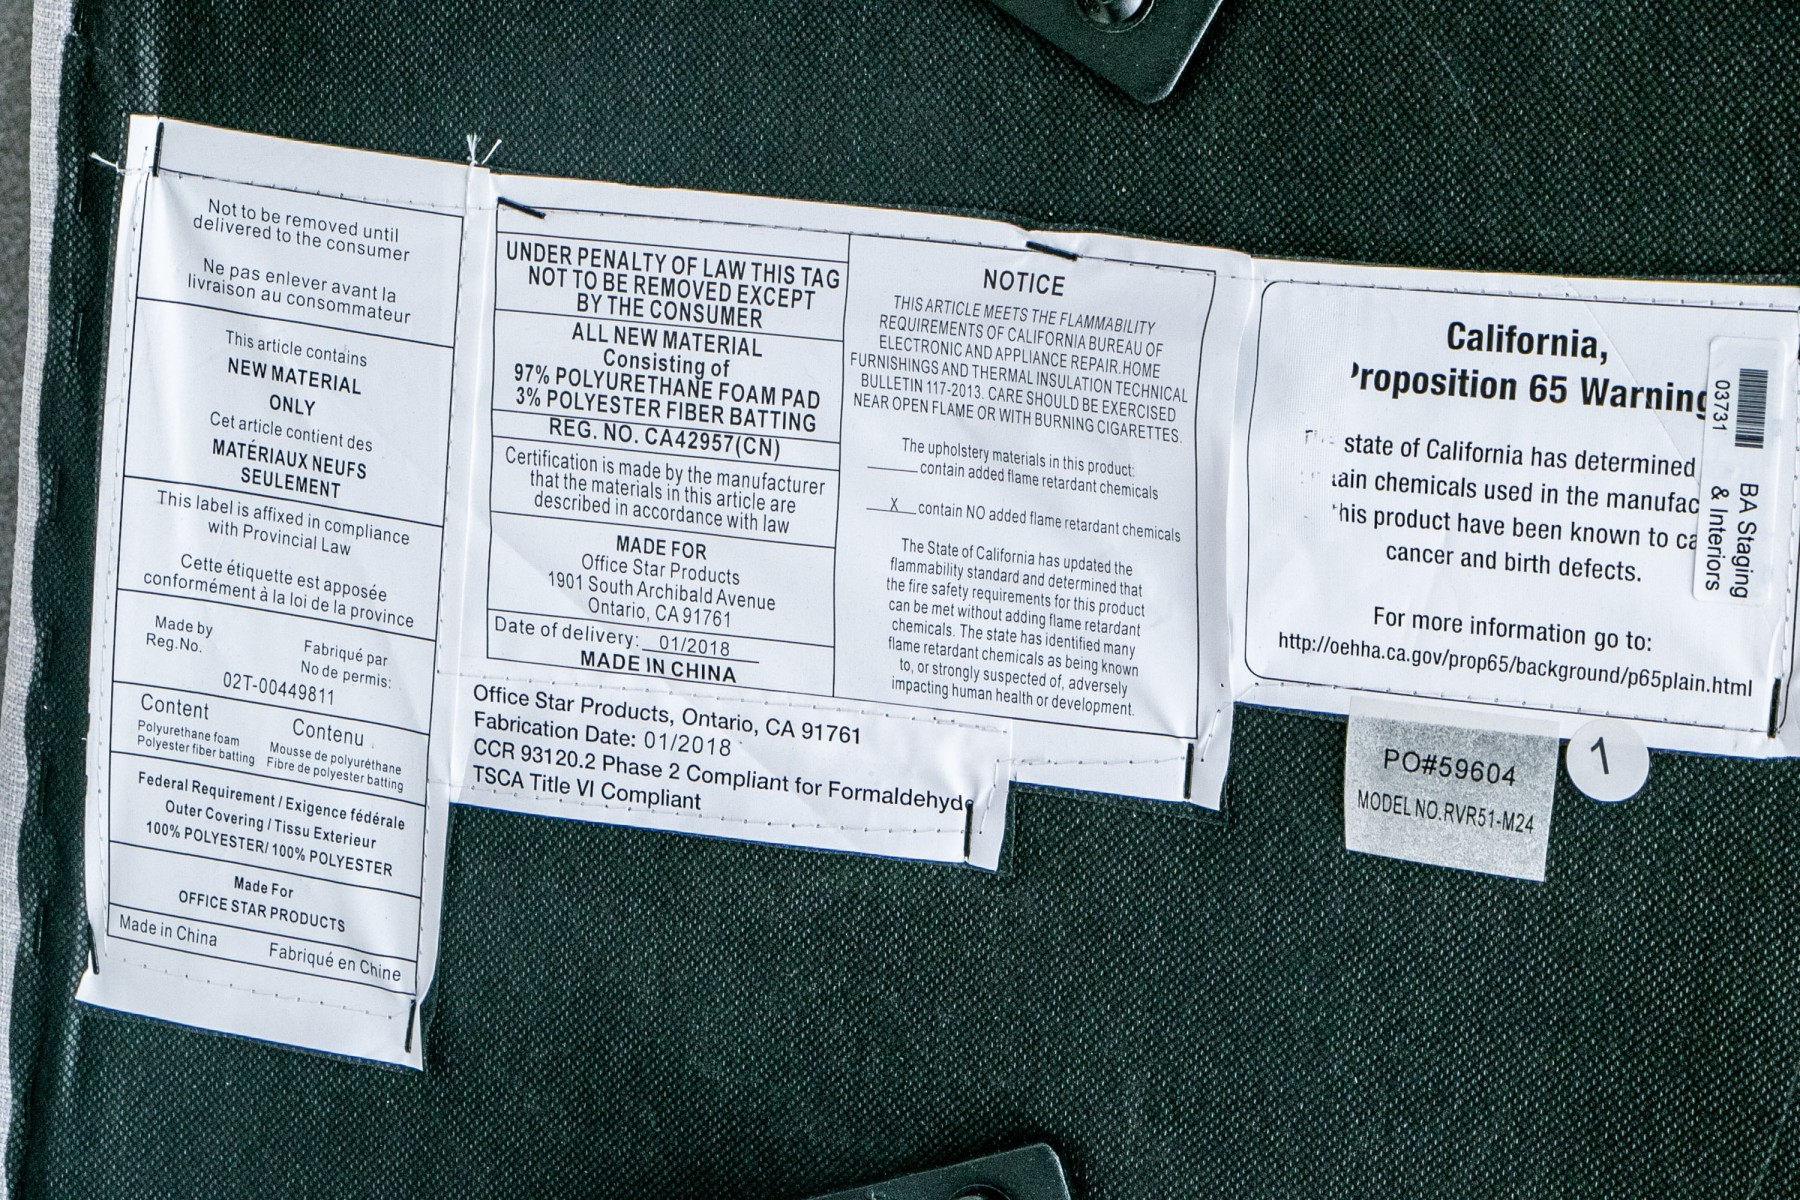 Not to be removed until
delivered to the consumer
Ne pas enlever avant la
livraison au consommateur
This article contains
NEW MATERIAL
ONLY
Cet article contient des
MATÉRIAUX NEUFS
SEULEMENT
This label is affixed in compliance
with Provincial Law
Cette étiquette est apposée
conformément à la loi de la province
Made by
Reg.No.
Fabriqué par
No de permis:
02T-00449811
Content
Polyurethane foam
Polyester fiber batting
Contenu
Mousse de polyuréthane
Fibre de polyester batting
Federal Requirement / Exigence fédérale
Outer Covering / Tissu Exterieur
100% POLYESTER/ 100% POLYESTER
Made For
OFFICE STAR PRODUCTS
Made in China
Fabriqué en Chine
UNDER PENALTY OF LAW THIS TAG
NOT TO BE REMOVED EXCEPT
BY THE CONSUMER
ALL NEW MATERIAL
Consisting of
97% POLYURETHANE FOAM PAD
3% POLYESTER FIBER BATTING
REG. NO. CA42957(CN)
Certification is made by the manufacturer
that the materials in this article are
described in accordance with law
MADE FOR
Office Star Products
1901 South Archibald Avenue
Ontario, CA 91761
Date of delivery: 01/2018
MADE IN CHINA
Office Star Products, Ontario, CA 91761
Fabrication Date: 01/2018
CCR 93120.2 Phase 2 Compliant for Formaldehyde
TSCA Title VI Compliant
NOTICE
THIS ARTICLE MEETS THE FLAMMABILITY
REQUIREMENTS OF CALIFORNIA BUREAU OF
ELECTRONIC AND APPLIANCE REPAIR.HOME
FURNISHINGS AND THERMAL INSULATION TECHNICAL
BULLETIN 117-2013. CARE SHOULD BE EXERCISED
NEAR OPEN FLAME OR WITH BURNING CIGARETTES.
The upholstery materials in this product:
_____ contain added flame retardant chemicals
__X__ contain NO added flame retardant chemicals
The State of California has updated the
flammability standard and determined that
the fire safety requirements for this product
can be met without adding flame retardant
chemicals. The state has identified many
flame retardant chemicals as being known
to, or strongly suspected of, adversely
impacting human health or development.
California,
roposition 65 Warning
state of California has determined
tain chemicals used in the manufac
his product have been known to ca
cancer and birth defects.
For more information go to:
http://oehha.ca.gov/prop65/background/p65plain.html
03731
BA Staging
& Interiors
PO#59604
MODEL NO.RVR51-M24
1